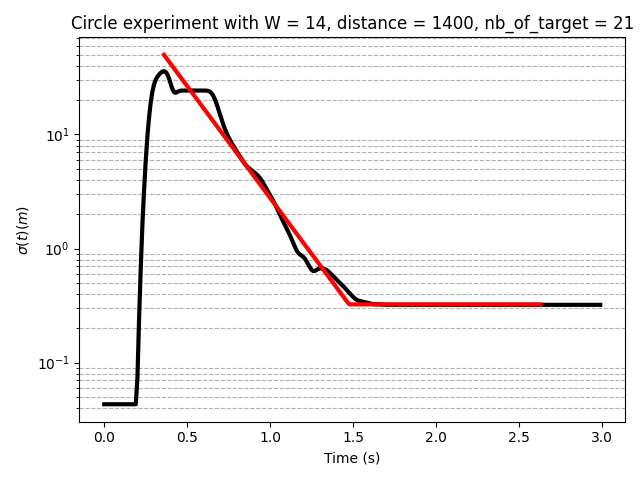 Circle experiment with W = 14, distance = 1400, nb_of_target = 21
σ(t)(m)
10¹
10⁰
10⁻¹
0.0 0.5 1.0 1.5 2.0 2.5 3.0
Time (s)